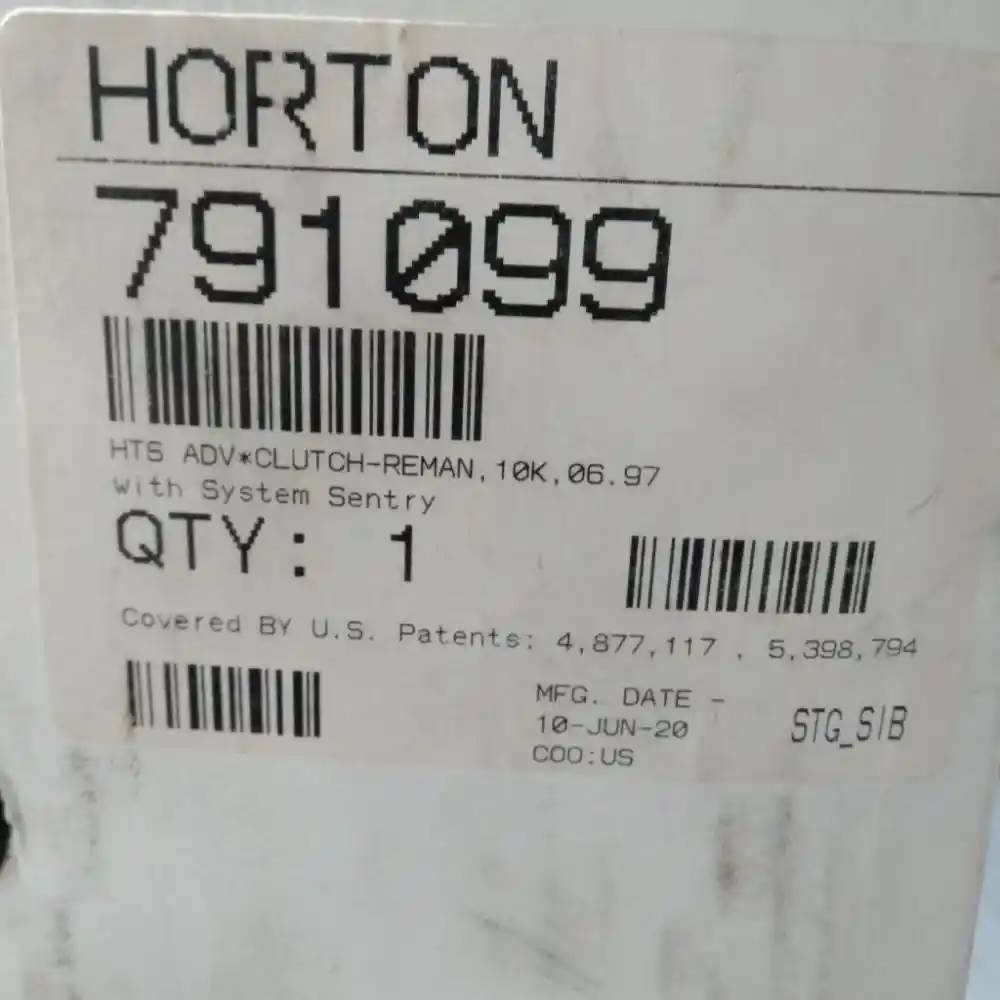 HORTON
791099
HTS ADV*CLUTCH-REMAN,10K,06.97
with System Sentry
QTY: 1
Covered BY U.S. Patents: 4,877,117 , 5,398,794
MFG. DATE -
10-JUN-20
COO:US
STG_SIB